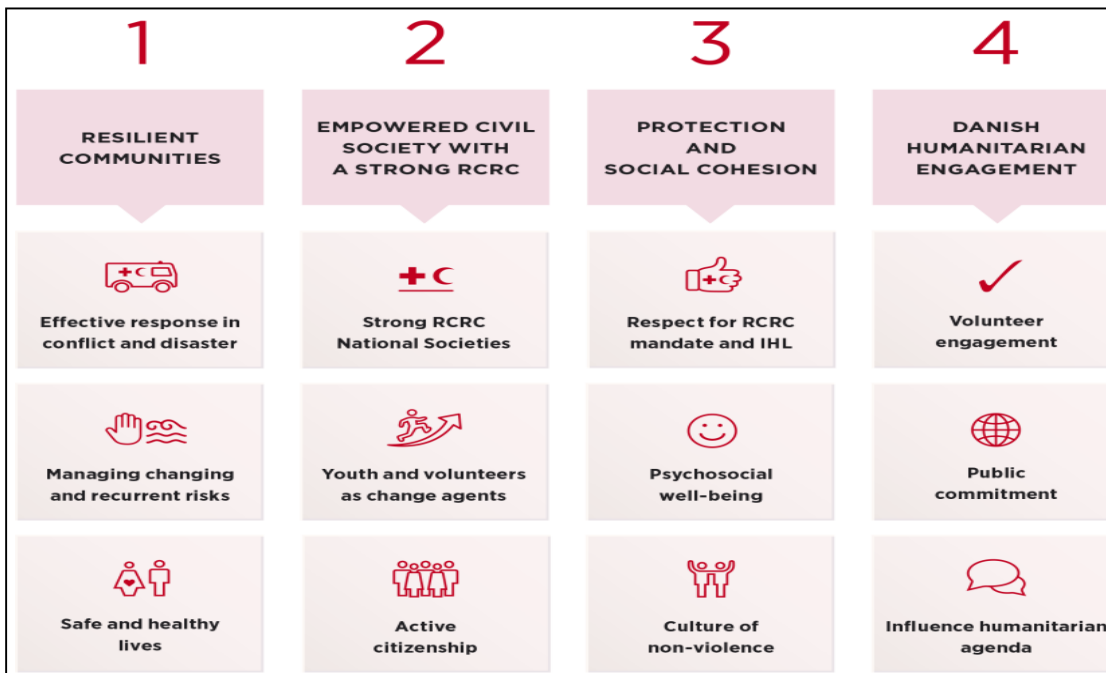 1
RESILIENT
COMMUNITIES
Effective response in
conflict and disaster
Managing changing
and recurrent risks
Safe and healthy
lives
2
EMPOWERED CIVIL
SOCIETY WITH
A STRONG RCRC
Strong RCRC
National Societies
Youth and volunteers
as change agents
Active
citizenship
3
PROTECTION
AND
SOCIAL COHESION
Respect for RCRC
mandate and IHL
Psychosocial
well-being
Culture of
non-violence
4
DANISH
HUMANITARIAN
ENGAGEMENT
Volunteer
engagement
Public
commitment
Influence humanitarian
agenda